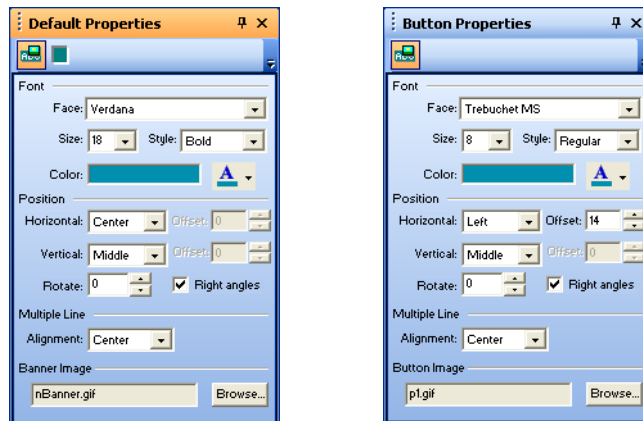 Default Properties
Abc
Font
Face: Verdana
Size: 18 Style: Bold
Color: A
Position
Horizontal: Center Offset: 0
Vertical: Middle Offset: 0
Rotate: 0 Right angles
Multiple Line
Alignment: Center
Banner Image
nBanner.gif Browse...
Button Properties
Abc
Font
Face: Trebuchet MS
Size: 8 Style: Regular
Color: A
Position
Horizontal: Left Offset: 14
Vertical: Middle Offset: 0
Rotate: 0 Right angles
Multiple Line
Alignment: Center
Button Image
p1.gif Browse...